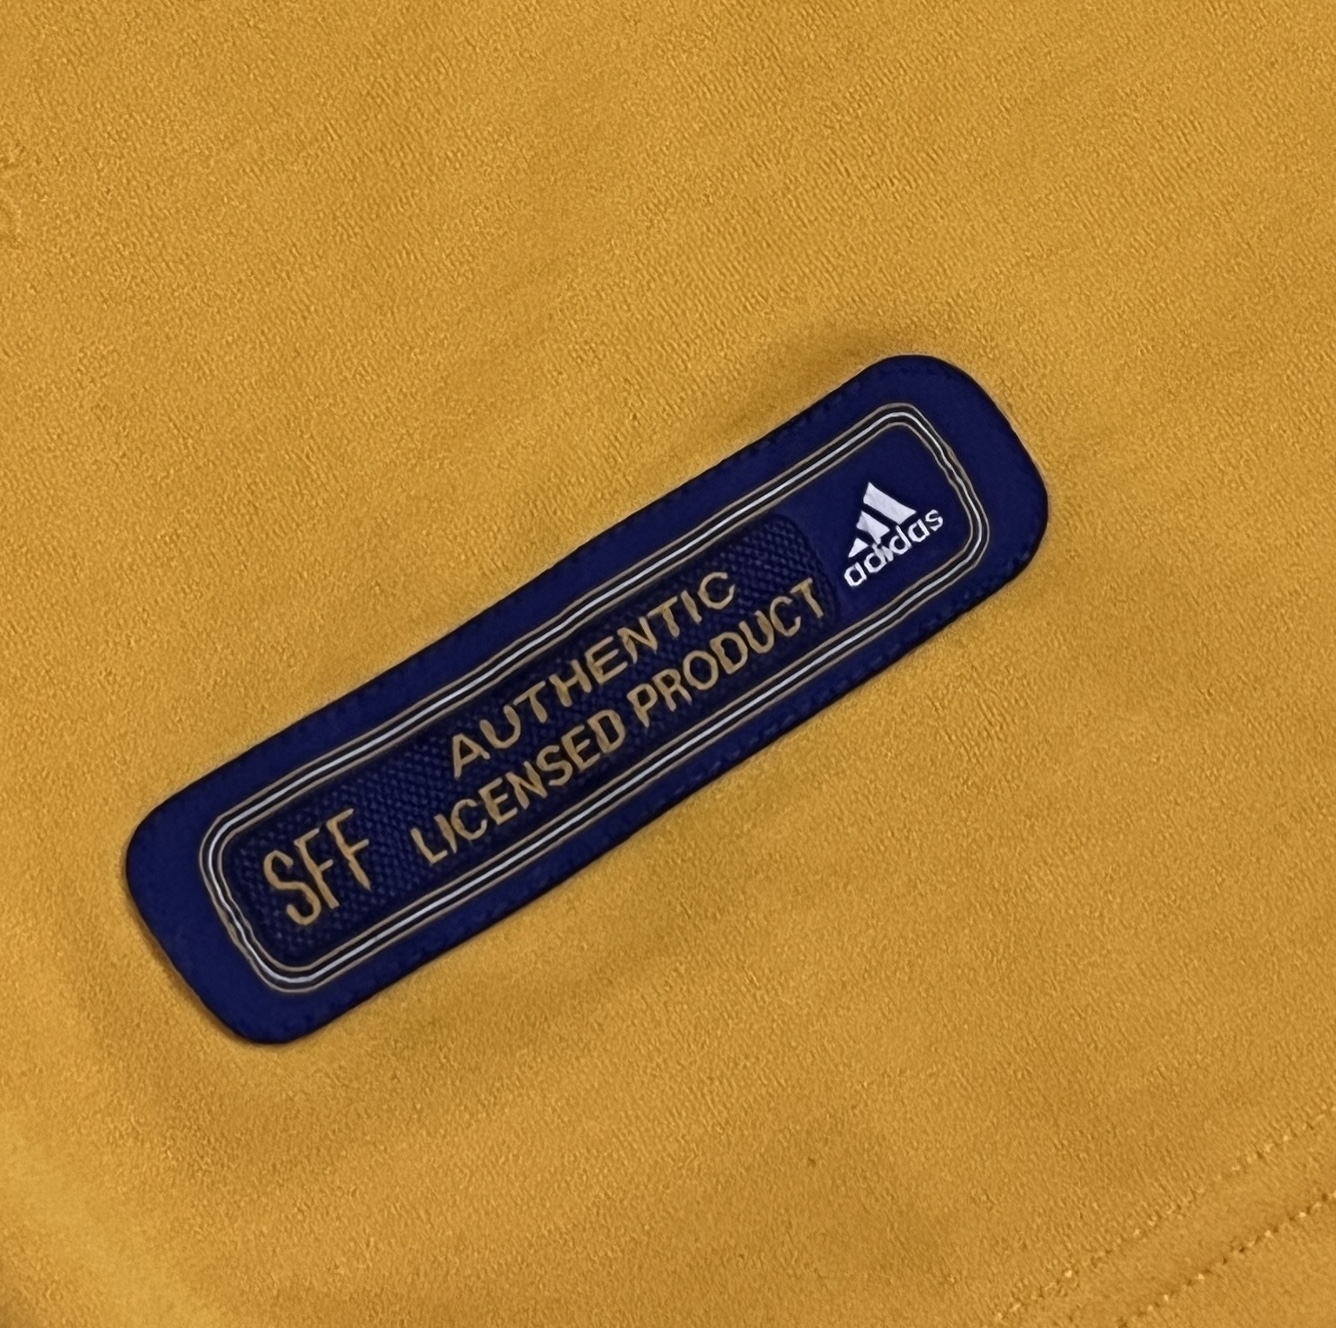 SFF
AUTHENTIC
LICENSED PRODUCT
adidas